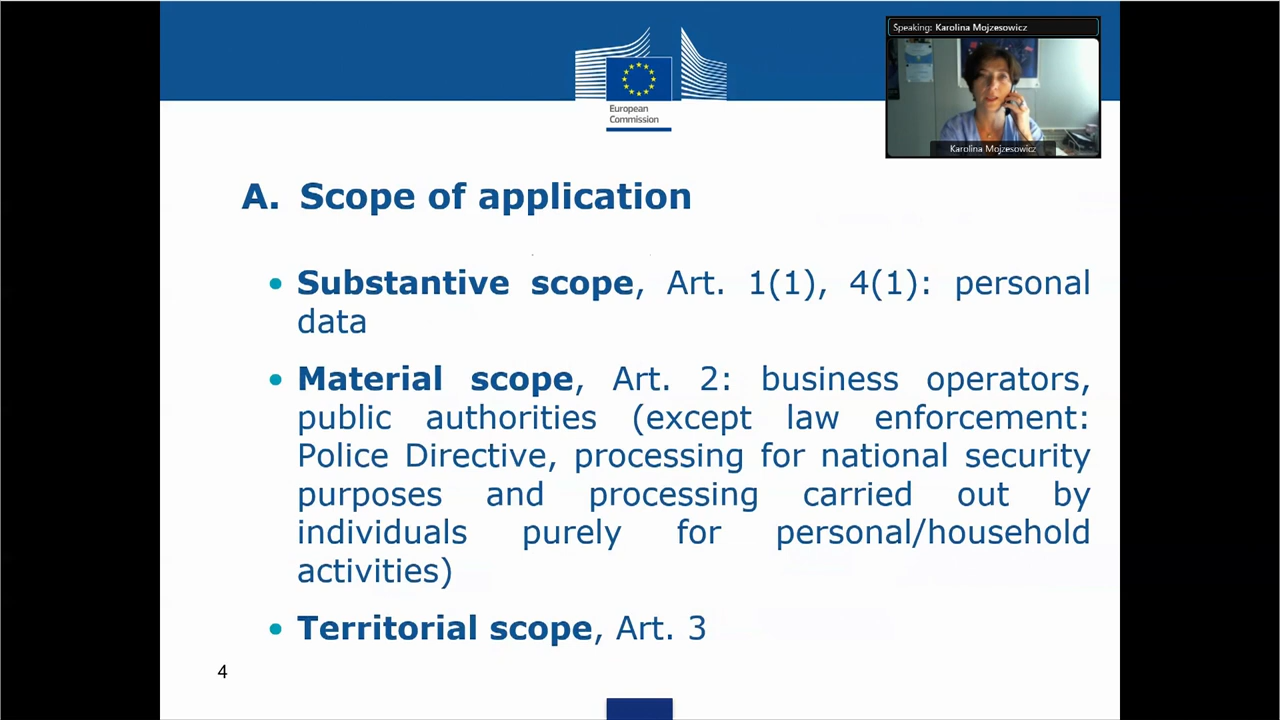 Speaking: Karolina Mojzesowicz
Karolina Mojzesowicz
European
Commission
A. Scope of application
• Substantive scope, Art. 1(1), 4(1): personal
data
• Material scope, Art. 2: business operators,
public authorities (except law enforcement:
Police Directive, processing for national security
purposes and processing carried out by
individuals purely for personal/household
activities)
• Territorial scope, Art. 3
4